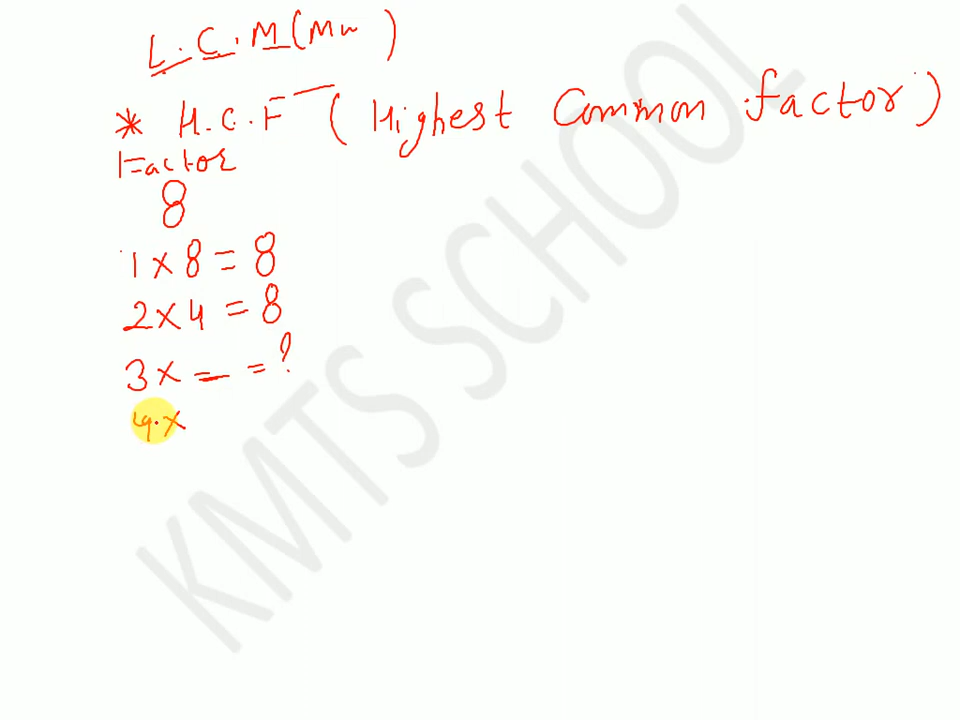 L.C.M (Mu )
* H.C.F (Highest Common factor)
Factor
8
1 x 8 = 8
2 x 4 = 8
3 x _ = ?
4 x
KMTS SCHOOL